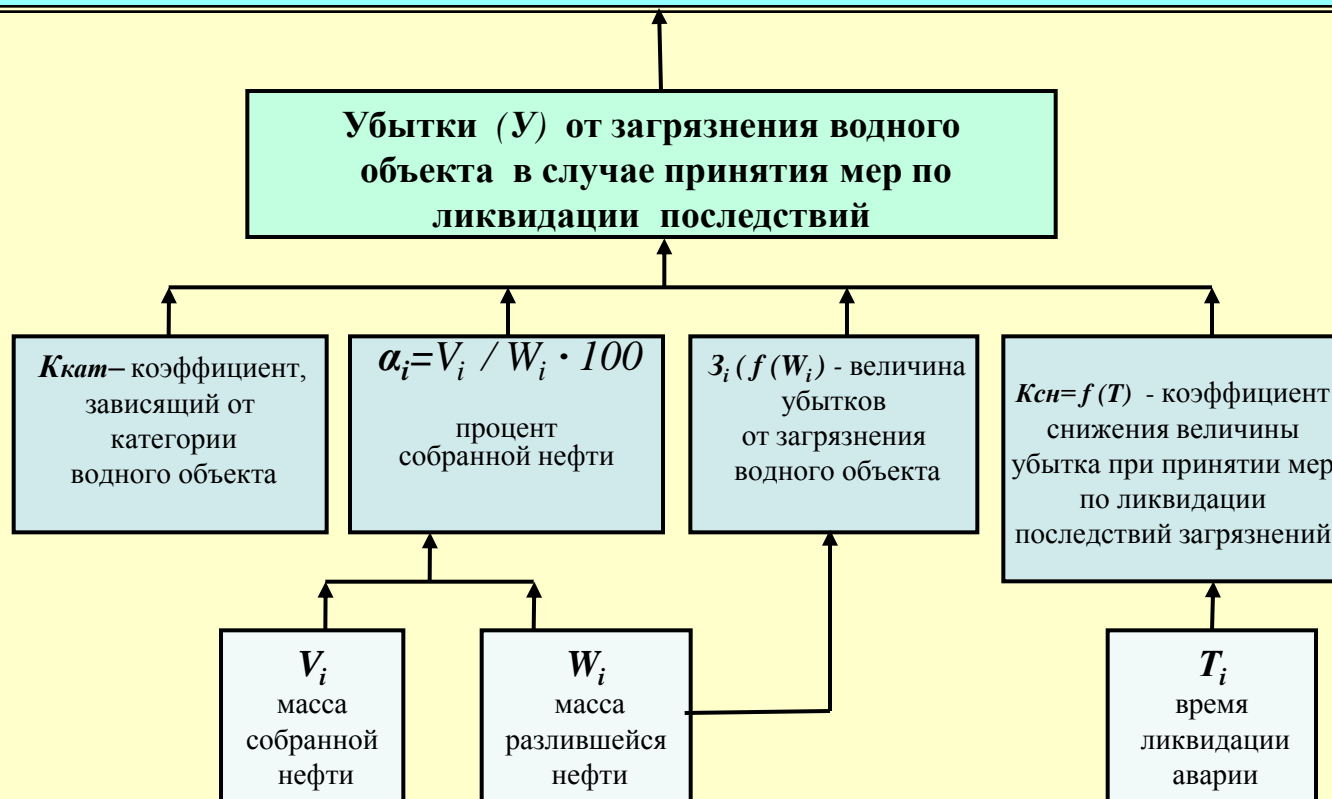 Убытки (У) от загрязнения водного
объекта в случае принятия мер по
ликвидации последствий
Ккат– коэффициент,
зависящий от
категории
водного объекта
αi=Vi / Wi · 100
процент
собранной нефти
Зi ( f (Wi ) - величина
убытков
от загрязнения
водного объекта
Ксн= f (T) - коэффициент
снижения величины
убытка при принятии мер
по ликвидации
последствий загрязнений
Vi
масса
собранной
нефти
Wi
масса
разлившейся
нефти
Ti
время
ликвидации
аварии